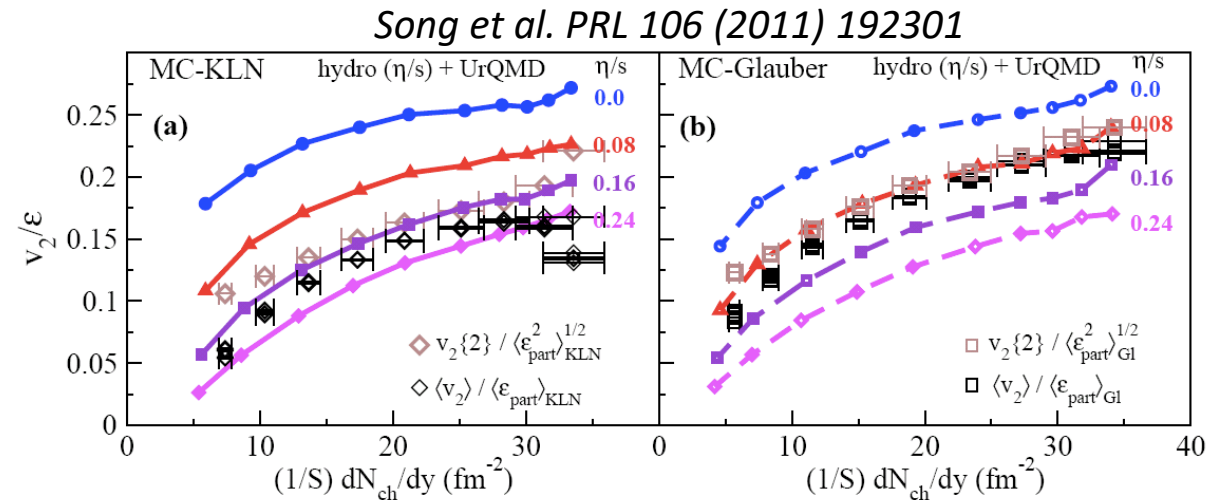 Song et al. PRL 106 (2011) 192301
MC-KLN hydro (η/s) + UrQMD η/s
0.0
(a)
0.08
0.16
0.24
v₂{2} / ⟨ε²part⟩¹ᐟ²KLN
⟨v₂⟩ / ⟨εpart⟩KLN
MC-Glauber hydro (η/s) + UrQMD η/s
0.0
(b)
0.08
0.16
0.24
v₂{2} / ⟨ε²part⟩¹ᐟ²Gl
⟨v₂⟩ / ⟨εpart⟩Gl
v₂/ε
0.25
0.2
0.15
0.1
0.05
0
0 10 20 30 0 10 20 30 40
(1/S) dNch/dy (fm⁻²) (1/S) dNch/dy (fm⁻²)